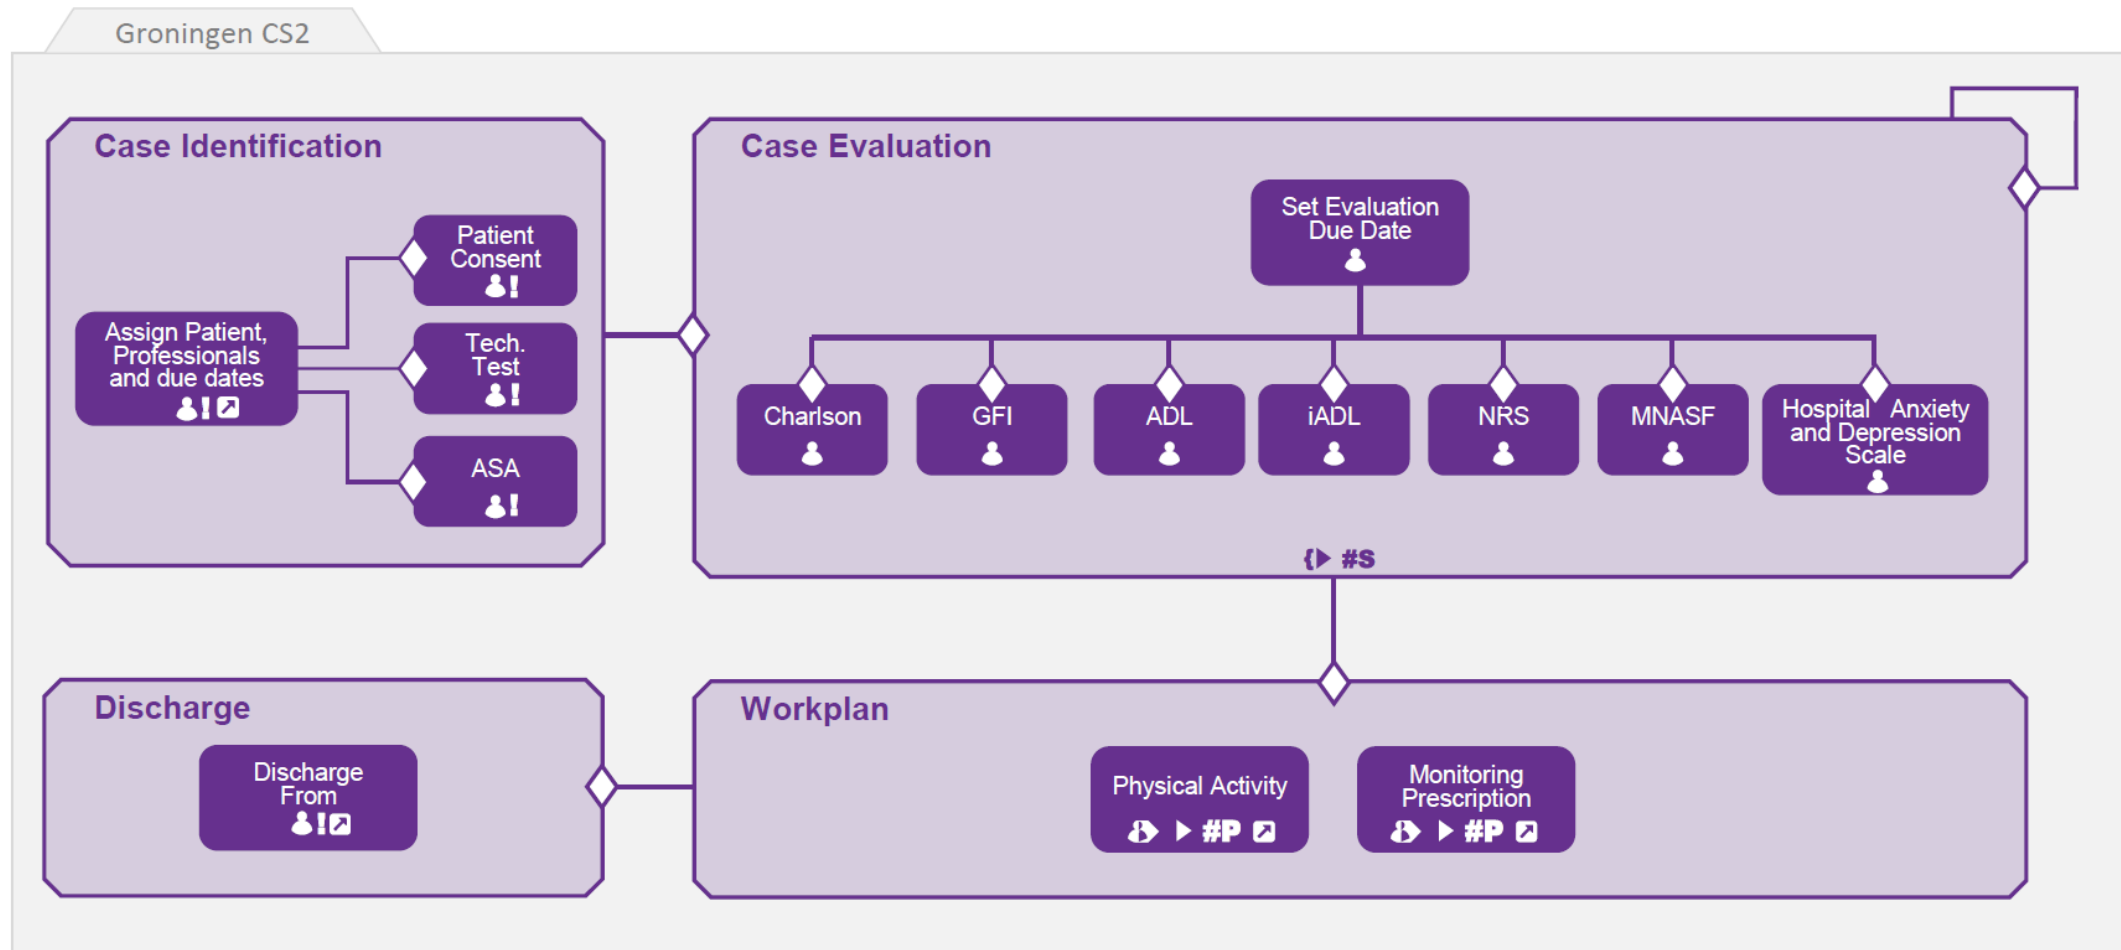 Groningen CS2
Case Identification
Patient
Consent
!
Assign Patient,
Professionals
and due dates
!
Tech.
Test
!
ASA
!
Case Evaluation
Set Evaluation
Due Date
Charlson
GFI
ADL
iADL
NRS
MNASF
Hospital Anxiety
and Depression
Scale
{ #S
Discharge
Discharge
From
!
Workplan
Physical Activity
#P
Monitoring
Prescription
#P